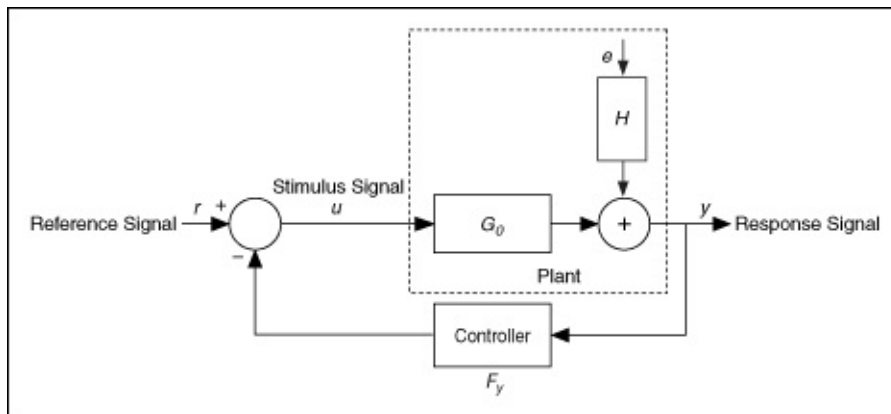 e
H
Stimulus Signal
r
+
u
y
Reference Signal
G0
+
Response Signal
−
Plant
Controller
Fy